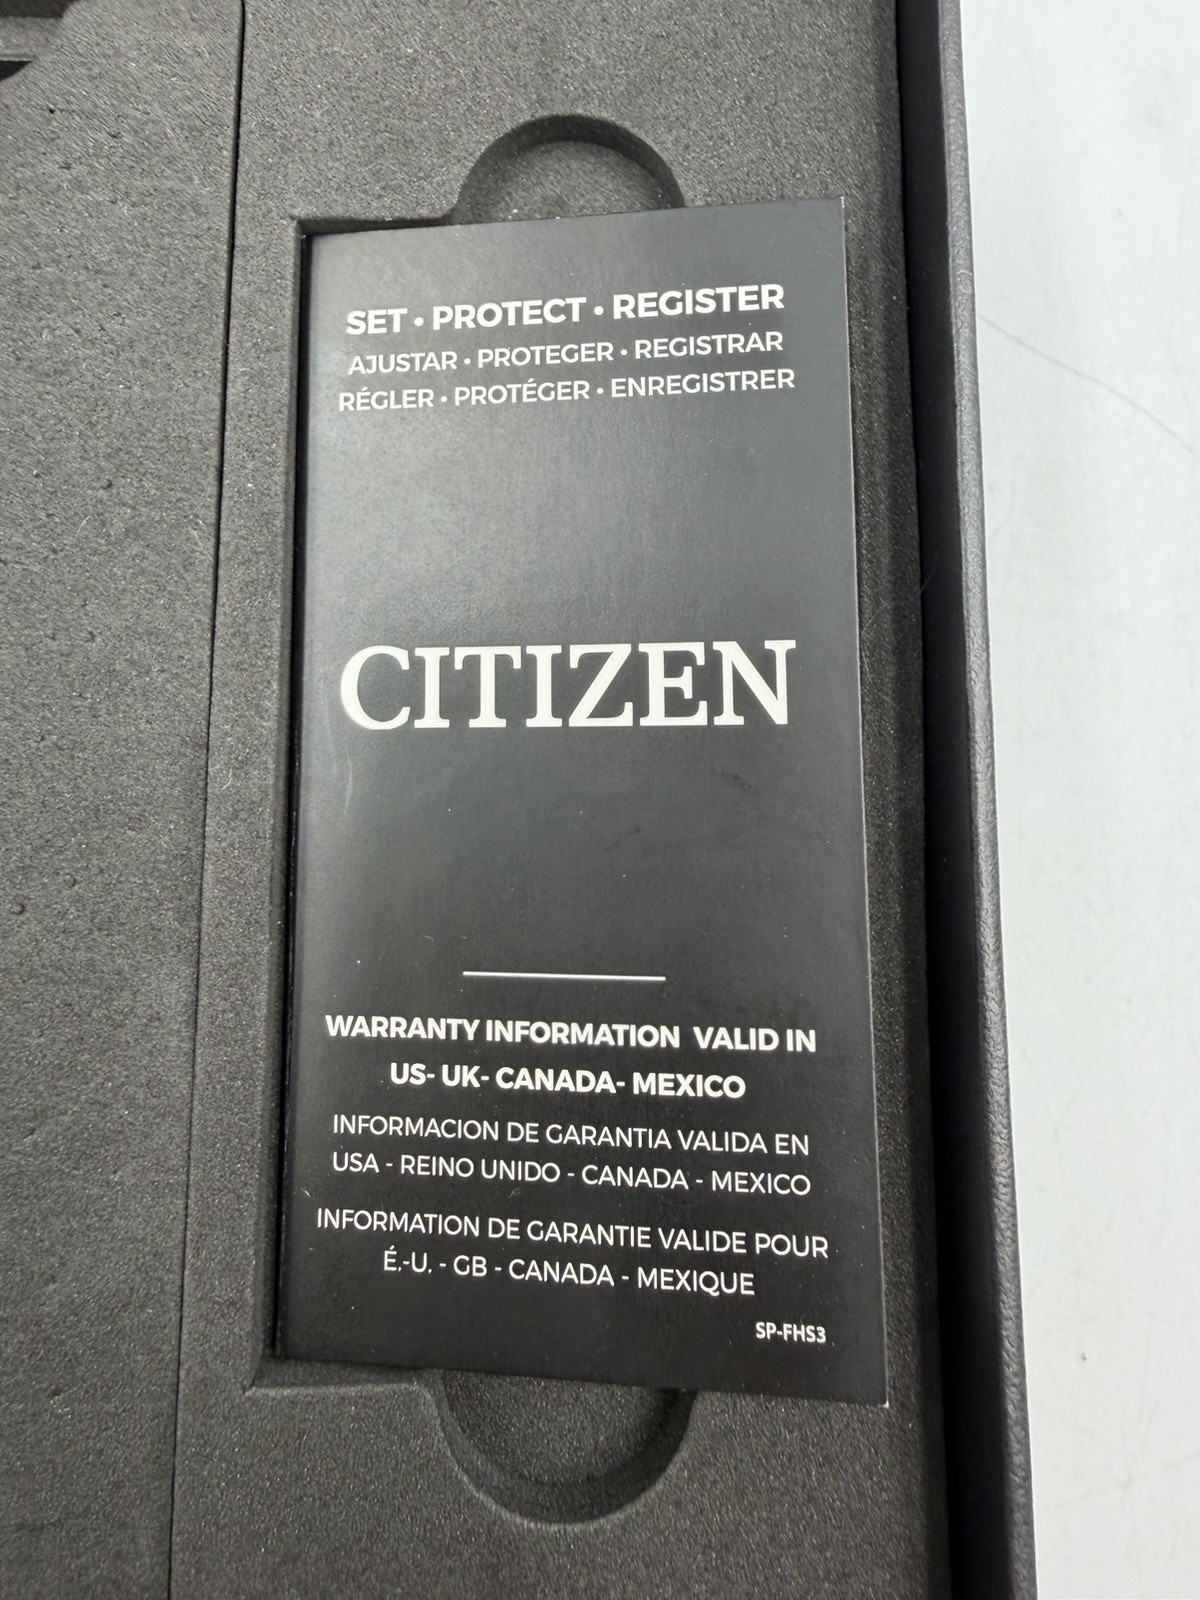 SET • PROTECT • REGISTER
AJUSTAR • PROTEGER • REGISTRAR
RÉGLER • PROTÉGER • ENREGISTRER
CITIZEN
WARRANTY INFORMATION VALID IN
US- UK- CANADA- MEXICO
INFORMACION DE GARANTIA VALIDA EN
USA - REINO UNIDO - CANADA - MEXICO
INFORMATION DE GARANTIE VALIDE POUR
É.-U. - GB - CANADA - MEXIQUE
SP-FHS3